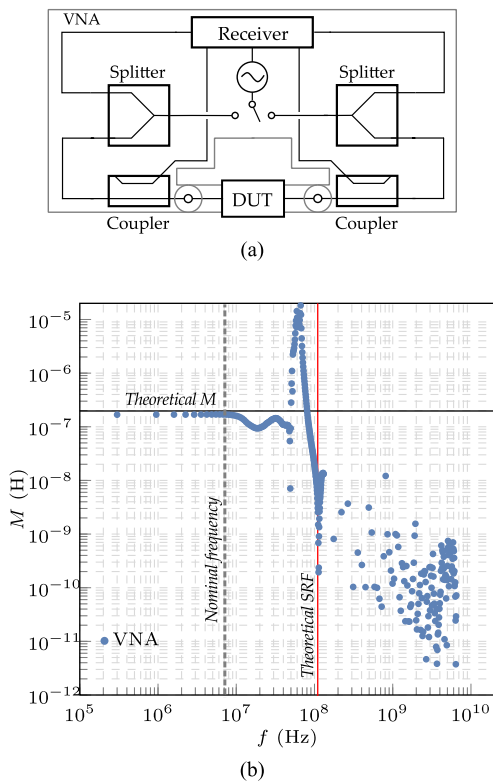 VNA
Receiver
Splitter
Splitter
DUT
Coupler
Coupler
(a)
10⁻⁵
10⁻⁶
Theoretical M
10⁻⁷
10⁻⁸
M (H)
10⁻⁹
Nominal frequency
10⁻¹⁰
Theoretical SRF
10⁻¹¹
VNA
10⁻¹²
10⁵ 10⁶ 10⁷ 10⁸ 10⁹ 10¹⁰
f (Hz)
(b)